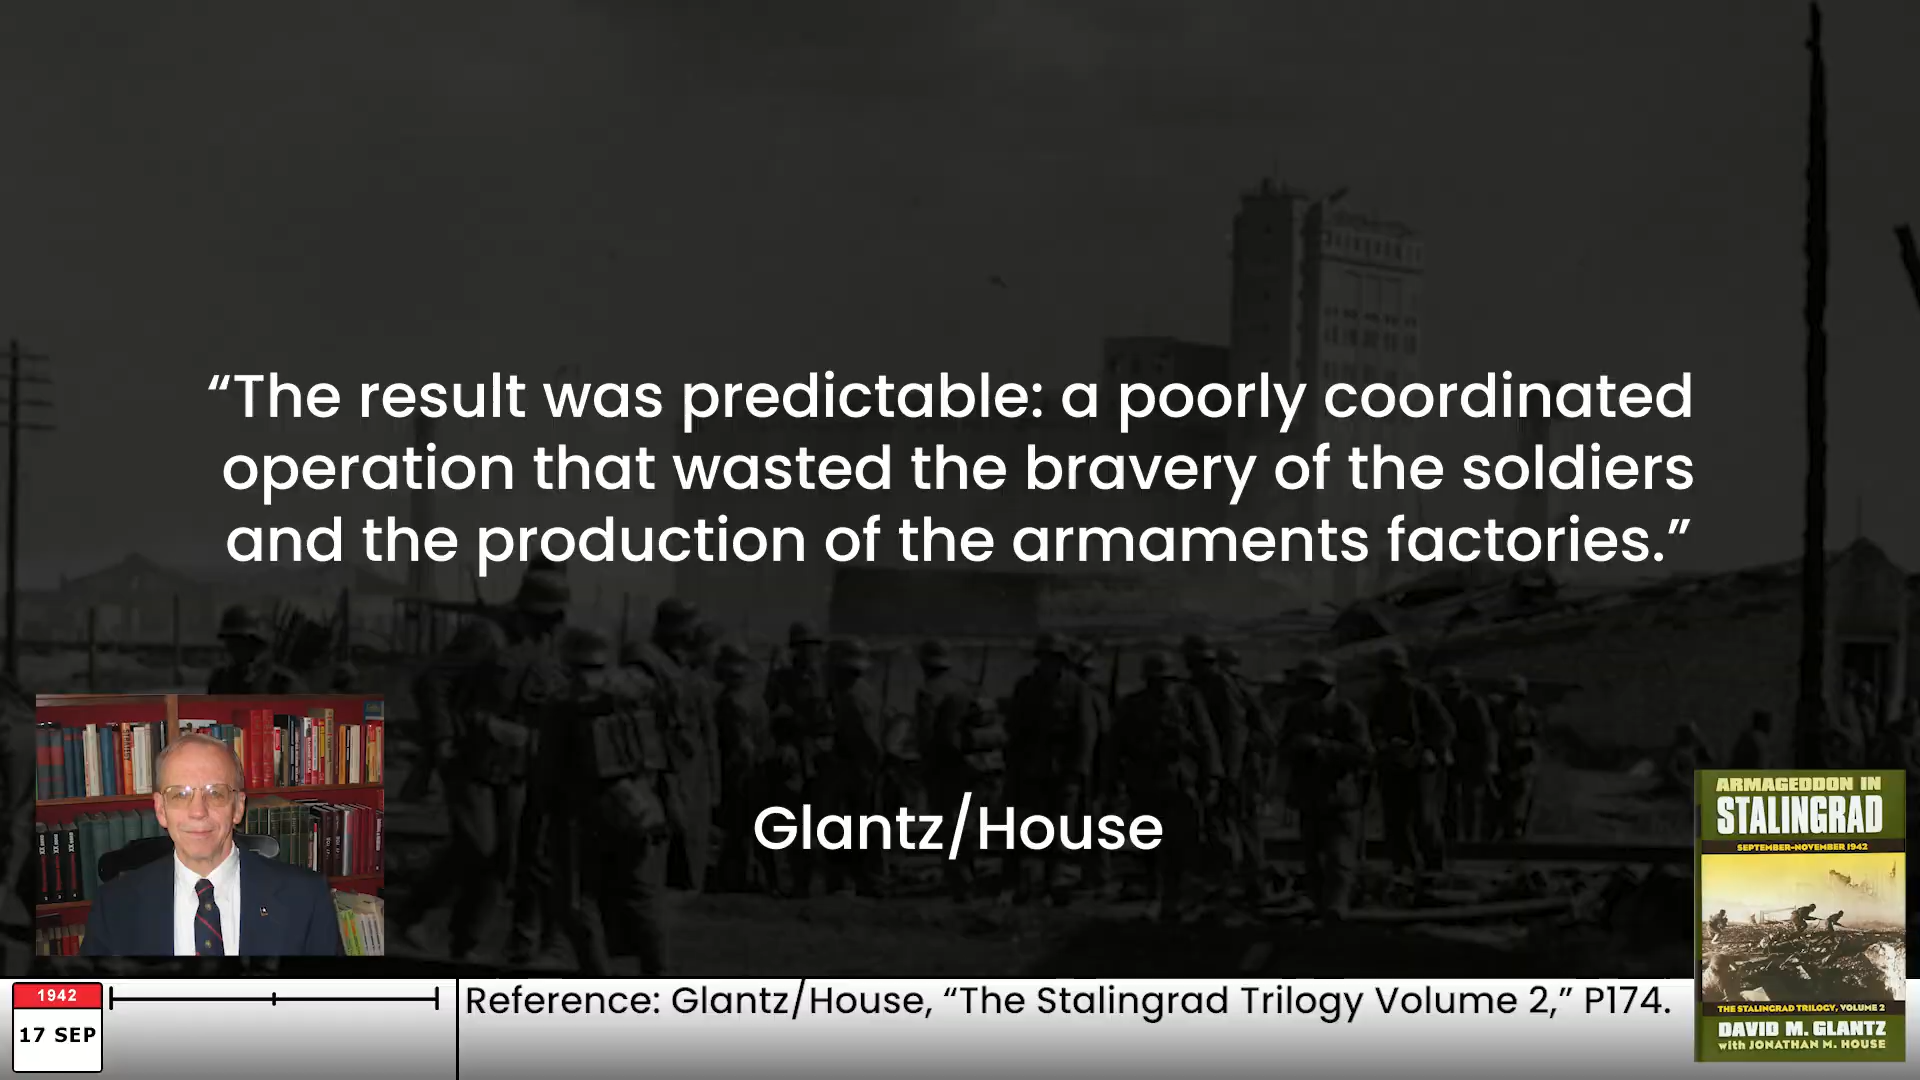 “The result was predictable: a poorly coordinated
operation that wasted the bravery of the soldiers
and the production of the armaments factories.”
Glantz/House
1942
17 SEP
Reference: Glantz/House, “The Stalingrad Trilogy Volume 2,” P174.
ARMAGEDDON IN
STALINGRAD
SEPTEMBER-NOVEMBER 1942
THE STALINGRAD TRILOGY, VOLUME 2
DAVID M. GLANTZ
with JONATHAN M. HOUSE